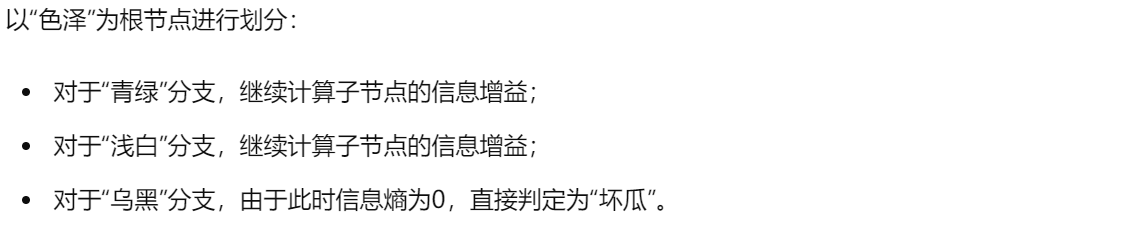 以“色泽”为根节点进行划分：
对于“青绿”分支，继续计算子节点的信息增益；
对于“浅白”分支，继续计算子节点的信息增益；
对于“乌黑”分支，由于此时信息熵为0，直接判定为“坏瓜”。